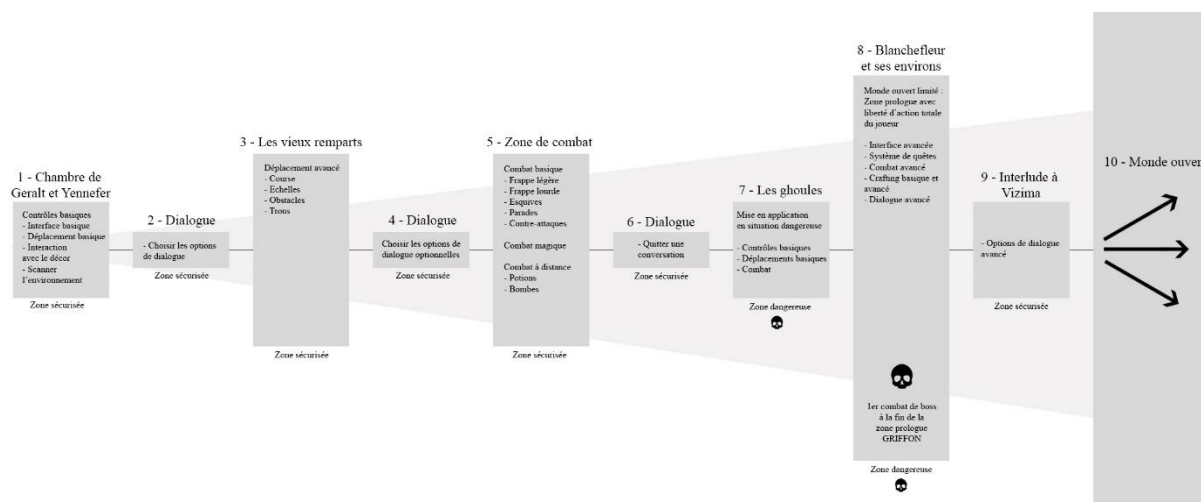 1 - Chambre de
Geralt et Yennefer
Contrôles basiques
- Interface basique
- Déplacement basique
- Interaction
avec le décor
- Scanner
l'environnement
Zone sécurisée
2 - Dialogue
- Choisir les options
de dialogue
Zone sécurisée
3 - Les vieux remparts
Déplacement avancé
- Course
- Echelles
- Obstacles
- Trous
Zone sécurisée
4 - Dialogue
Choisir les options de
dialogue optionnelles
Zone sécurisée
5 - Zone de combat
Combat basique
- Frappe légère
- Frappe lourde
- Esquives
- Parades
- Contre-attaques
Combat magique
Combat à distance
- Potions
- Bombes
Zone sécurisée
6 - Dialogue
- Quitter une
conversation
Zone sécurisée
7 - Les ghoules
Mise en application
en situation dangereuse
- Contrôles basiques
- Déplacements basiques
- Combat
Zone dangereuse
8 - Blanchefleur
et ses environs
Monde ouvert limité :
Zone prologue avec
liberté d'action totale
du joueur
- Interface avancée
- Système de quêtes
- Combat avancé
- Crafting basique et
avancé
- Dialogue avancé
1er combat de boss
à la fin de la
zone prologue
GRIFFON
Zone dangereuse
9 - Interlude à
Vizima
- Options de dialogue
avancé
Zone sécurisée
10 - Monde ouver